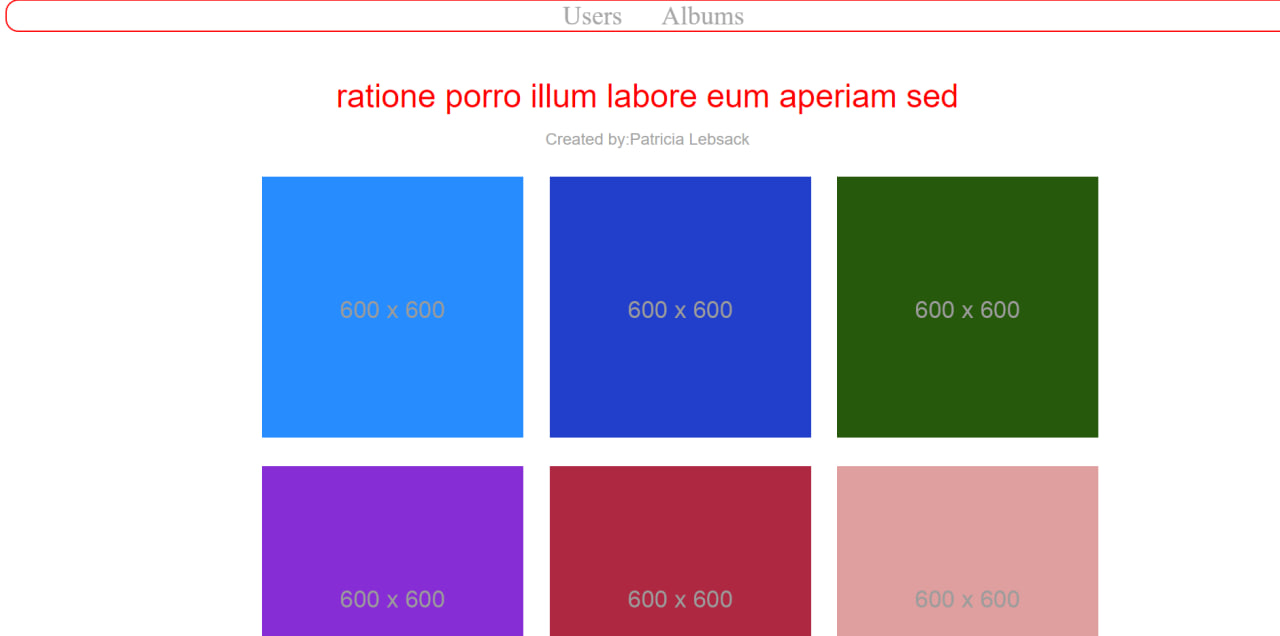 Users Albums
ratione porro illum labore eum aperiam sed
Created by:Patricia Lebsack
600 x 600 600 x 600 600 x 600
600 x 600 600 x 600 600 x 600